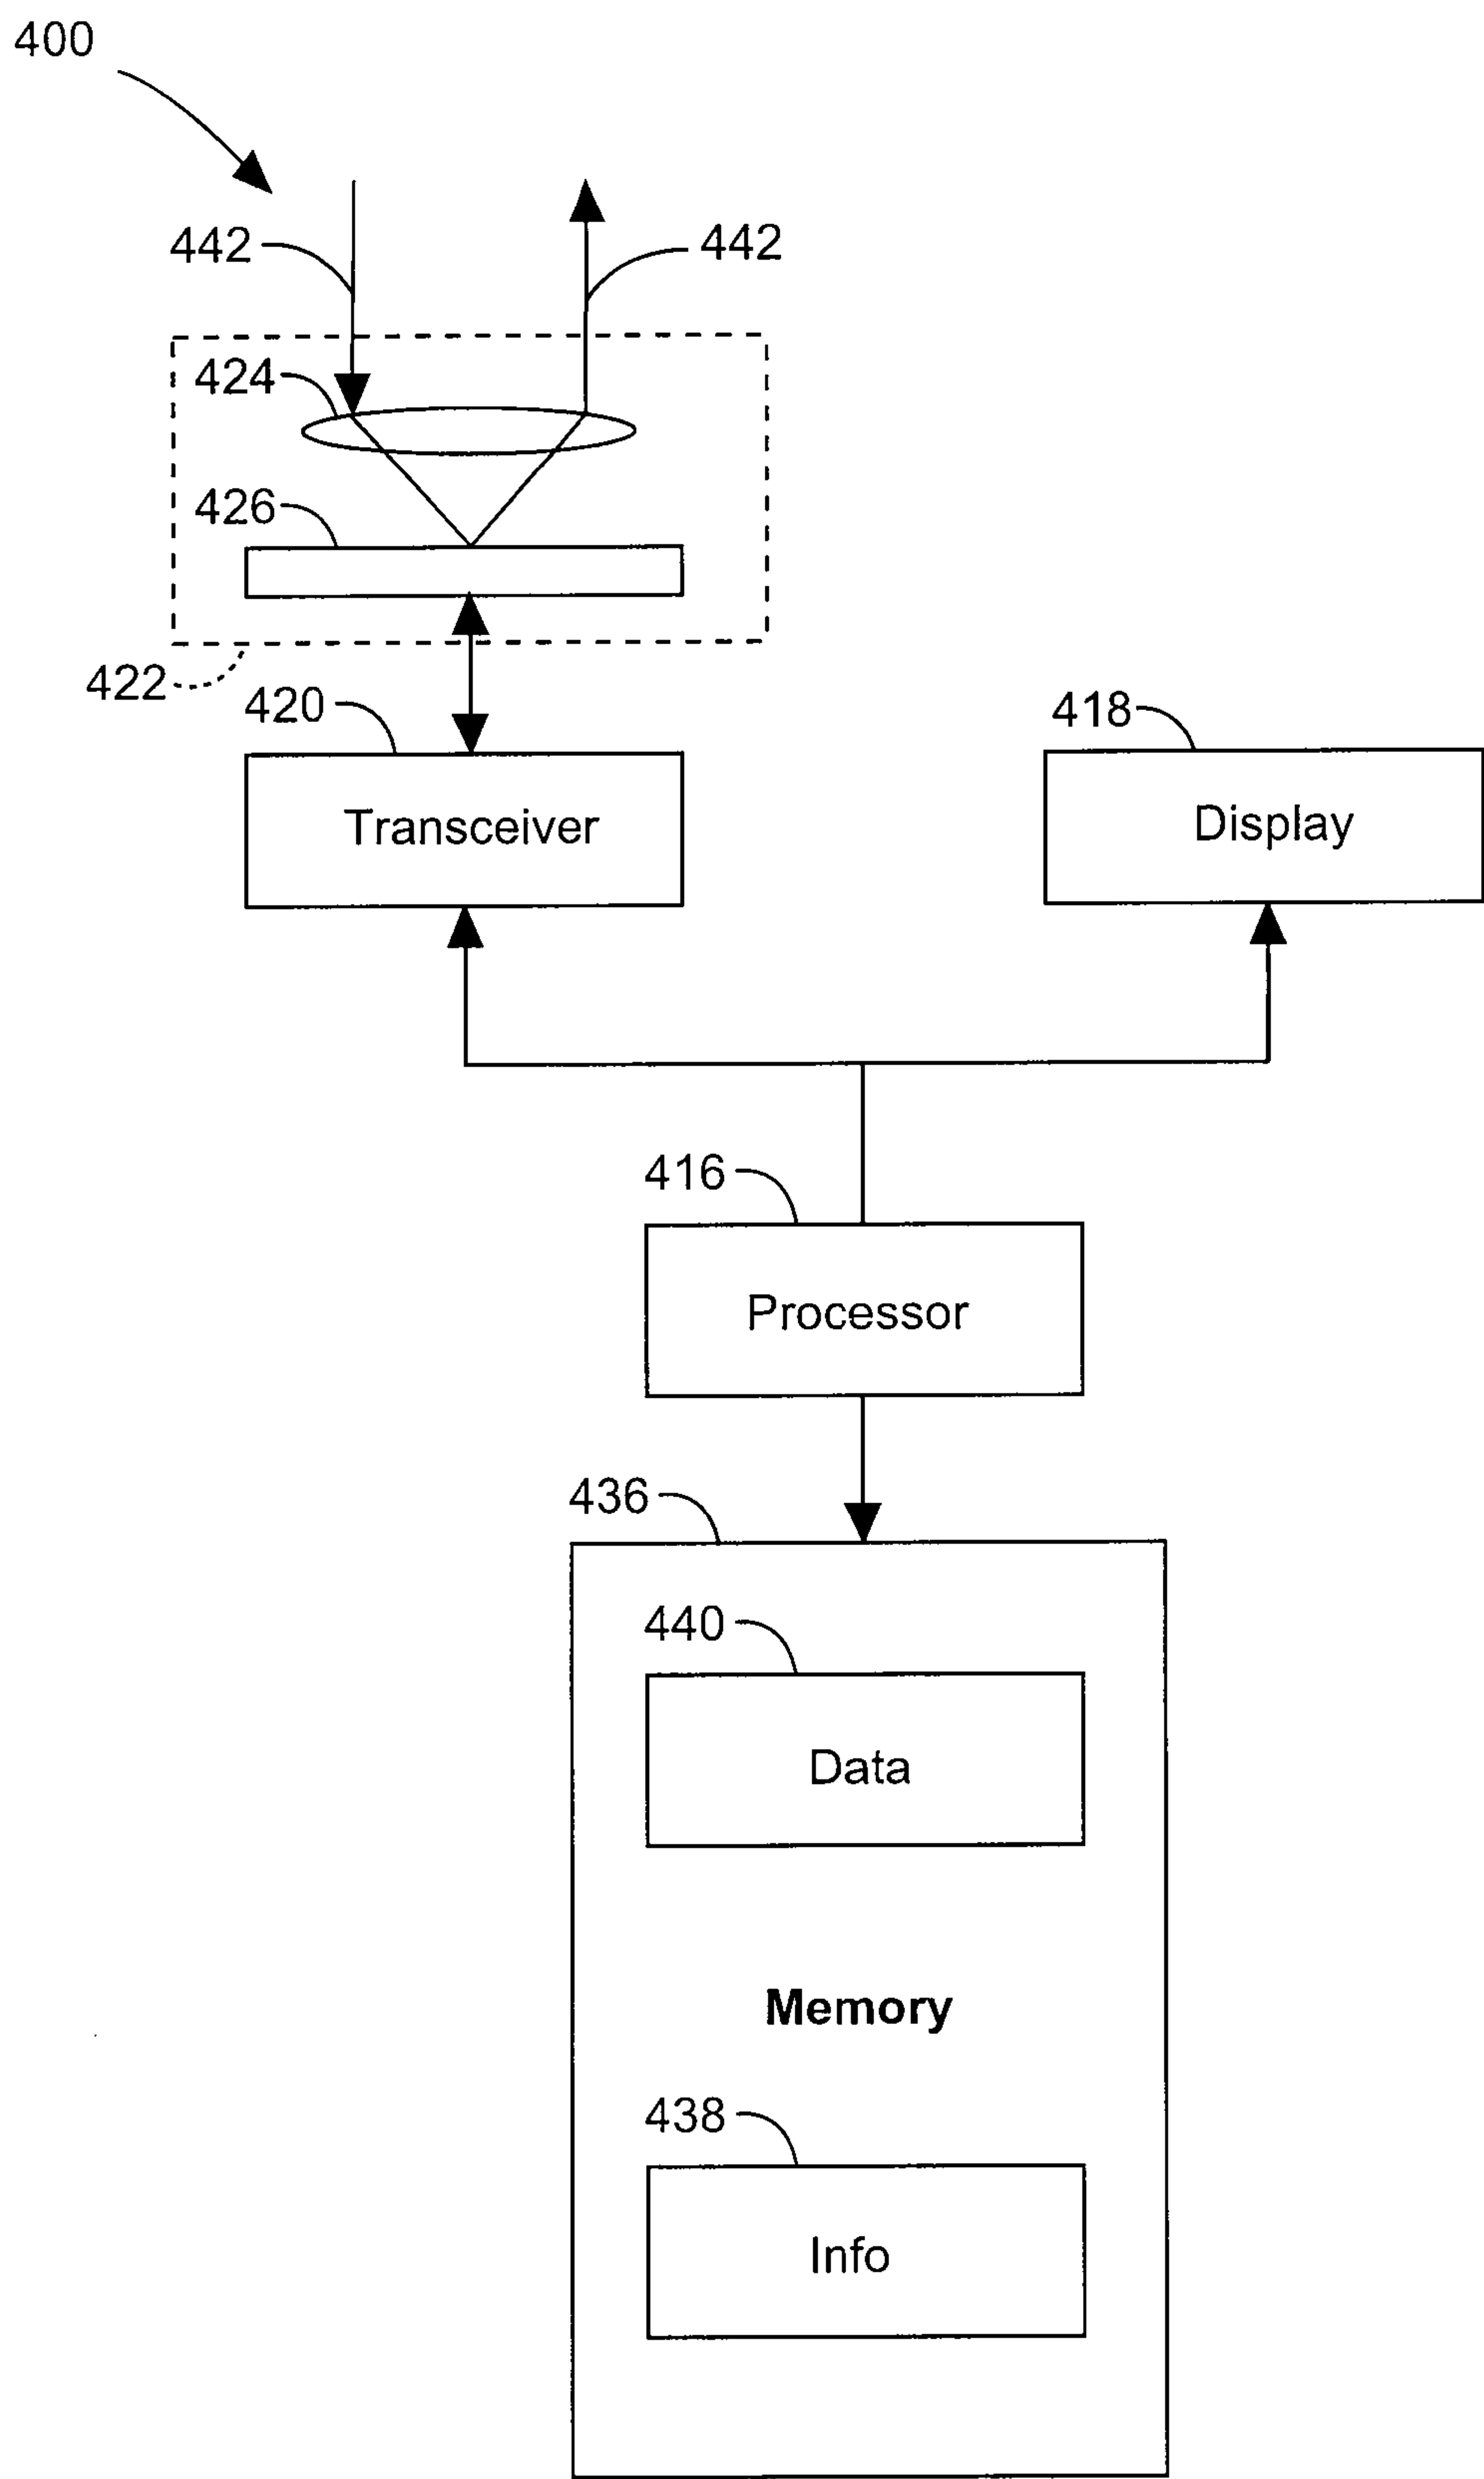 400
442
442
424
426
422
420
418
Transceiver
Display
416
Processor
436
440
Data
Memory
438
Info